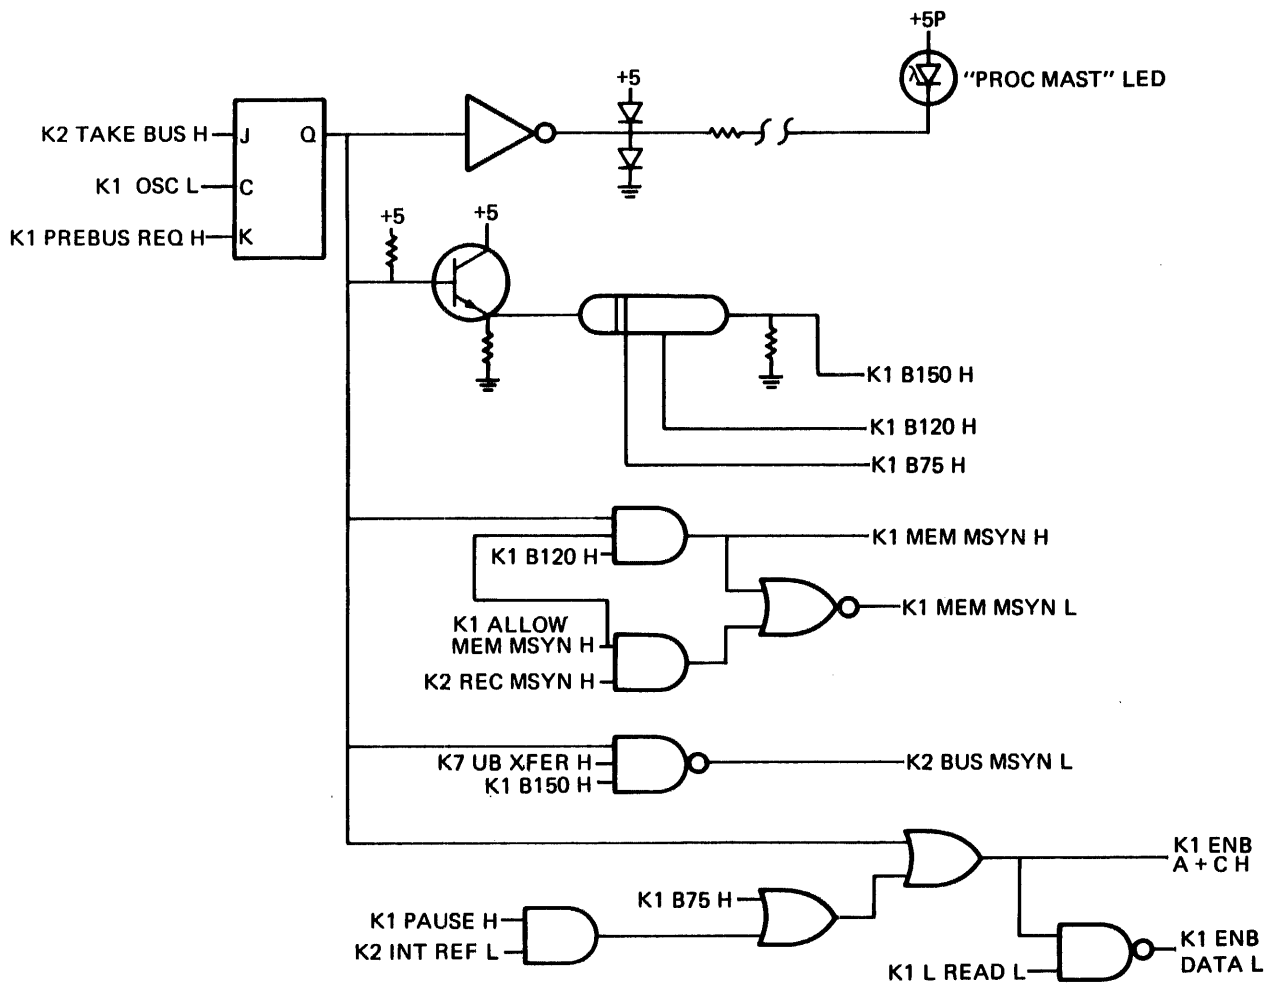 +5P
"PROC MAST" LED
+5
K2 TAKE BUS H
J
Q
K1 OSC L
C
K1 PREBUS REQ H
K
+5
+5
λ
K1 B150 H
K1 B120 H
K1 B75 H
K1 MEM MSYN H
K1 B120 H
K1 MEM MSYN L
K1 ALLOW
MEM MSYN H
K2 REC MSYN H
K7 UB XFER H
K2 BUS MSYN L
K1 B150 H
K1 ENB
A + C H
K1 B75 H
K1 PAUSE H
K2 INT REF L
K1 ENB
DATA L
K1 L READ L